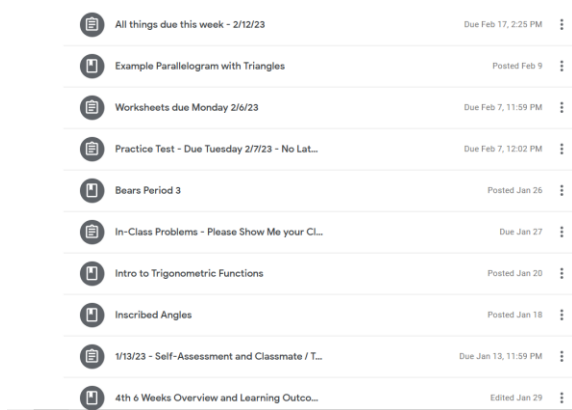 All things due this week - 2/12/23 Due Feb 17, 2:25 PM
Example Parallelogram with Triangles Posted Feb 9
Worksheets due Monday 2/6/23 Due Feb 7, 11:59 PM
Practice Test - Due Tuesday 2/7/23 - No Lat... Due Feb 7, 12:02 PM
Bears Period 3 Posted Jan 26
In-Class Problems - Please Show Me your Cl... Due Jan 27
Intro to Trigonometric Functions Posted Jan 20
Inscribed Angles Posted Jan 18
1/13/23 - Self-Assessment and Classmate / T... Due Jan 13, 11:59 PM
4th 6 Weeks Overview and Learning Outco... Edited Jan 29